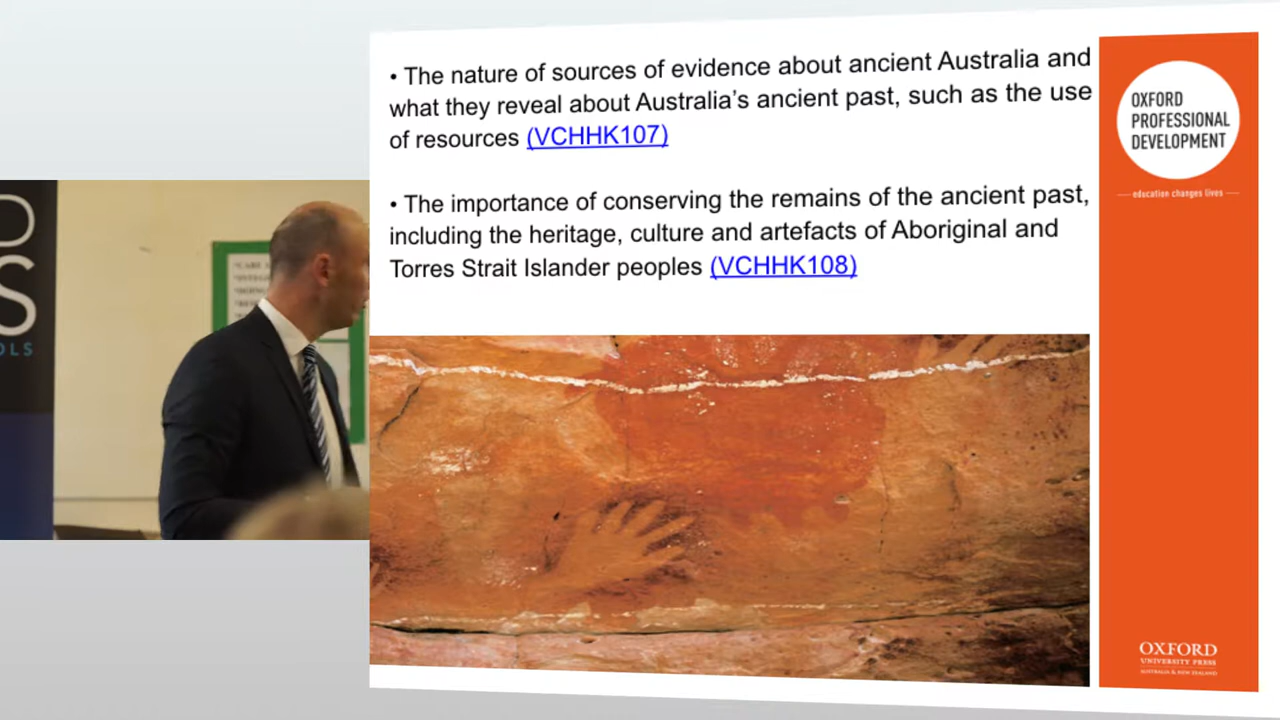 • The nature of sources of evidence about ancient Australia and
what they reveal about Australia's ancient past, such as the use
of resources (VCHHK107)
• The importance of conserving the remains of the ancient past,
including the heritage, culture and artefacts of Aboriginal and
Torres Strait Islander peoples (VCHHK108)
OXFORD
PROFESSIONAL
DEVELOPMENT
education changes lives
OXFORD
UNIVERSITY PRESS
AUSTRALIA & NEW ZEALAND